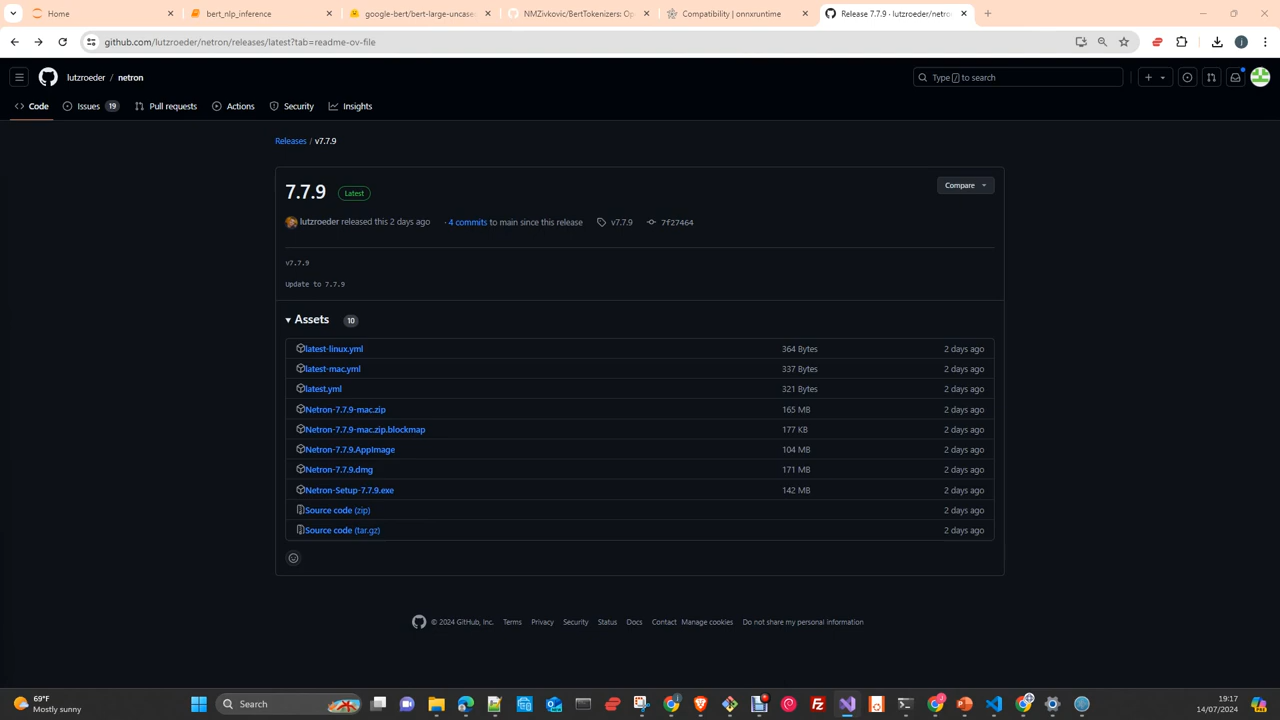 Home
bert_nlp_inference
google-bert/bert-large-uncase
NMZivkovic/BertTokenizers: Op
Compatibility | onnxruntime
Release 7.7.9 · lutzroeder/netro
github.com/lutzroeder/netron/releases/latest?tab=readme-ov-file
lutzroeder / netron
Type / to search
Code
Issues 19
Pull requests
Actions
Security
Insights
Releases / v7.7.9
7.7.9 Latest
Compare
lutzroeder released this 2 days ago · 4 commits to main since this release v7.7.9 7f27464
v7.7.9
Update to 7.7.9
Assets 10
latest-linux.yml 364 Bytes 2 days ago
latest-mac.yml 337 Bytes 2 days ago
latest.yml 321 Bytes 2 days ago
Netron-7.7.9-mac.zip 165 MB 2 days ago
Netron-7.7.9-mac.zip.blockmap 177 KB 2 days ago
Netron-7.7.9.AppImage 104 MB 2 days ago
Netron-7.7.9.dmg 171 MB 2 days ago
Netron-Setup-7.7.9.exe 142 MB 2 days ago
Source code (zip) 2 days ago
Source code (tar.gz) 2 days ago
© 2024 GitHub, Inc. Terms Privacy Security Status Docs Contact Manage cookies Do not share my personal information
69°F
Mostly sunny
Search
19:17
14/07/2024